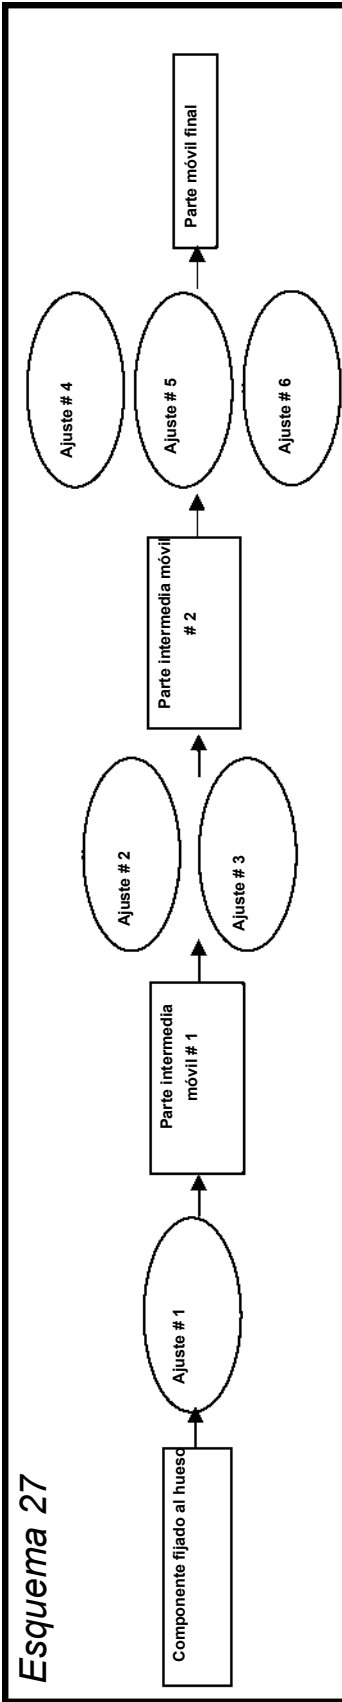 Esquema 27
Componente fijado al hueso
Ajuste # 1
Parte intermedia
móvil # 1
Ajuste # 2
Ajuste # 3
Parte intermedia móvil
# 2
Ajuste # 4
Ajuste # 5
Ajuste # 6
Parte móvil final